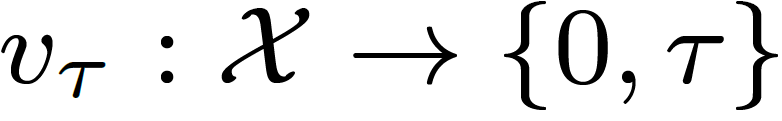 v_τ : 𝒳 → {0, τ}